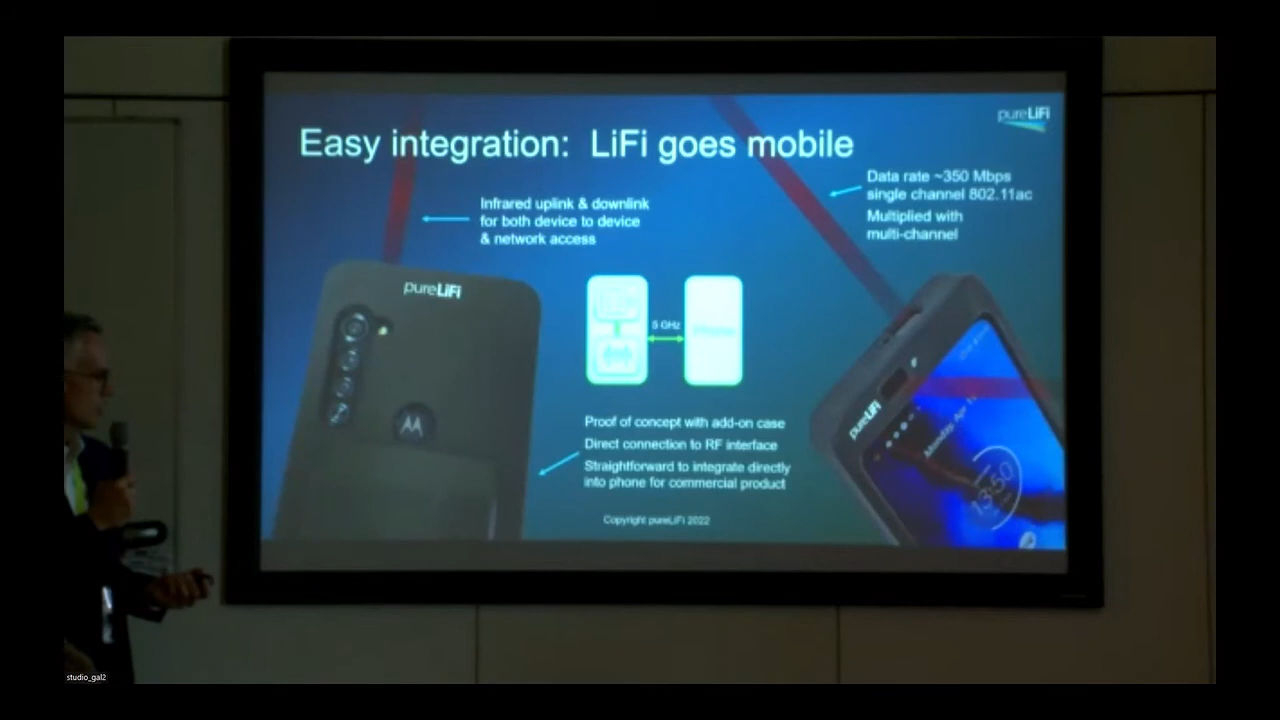 pureLiFi
Easy integration: LiFi goes mobile
Data rate ~350 Mbps
single channel 802.11ac
Multiplied with
multi-channel
Infrared uplink & downlink
for both device to device
& network access
pureLiFi
5 GHz
pureLiFi
13:50
Proof of concept with add-on case
Direct connection to RF interface
Straightforward to integrate directly
into phone for commercial product
Copyright pureLiFi 2022
studio_gal2